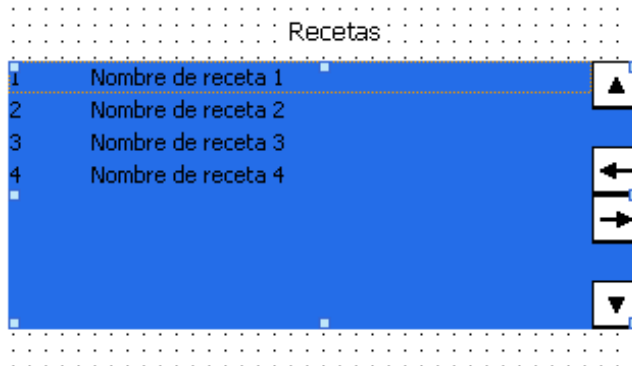 Recetas
1 Nombre de receta 1
2 Nombre de receta 2
3 Nombre de receta 3
4 Nombre de receta 4